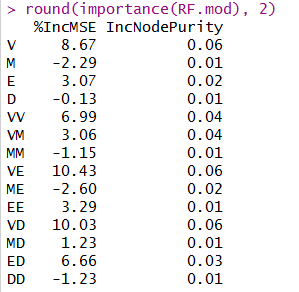 > round(importance(RF.mod), 2)
%IncMSE IncNodePurity
V 8.67 0.06
M -2.29 0.01
E 3.07 0.02
D -0.13 0.01
VV 6.99 0.04
VM 3.06 0.04
MM -1.15 0.01
VE 10.43 0.06
ME -2.60 0.02
EE 3.29 0.01
VD 10.03 0.06
MD 1.23 0.01
ED 6.66 0.03
DD -1.23 0.01